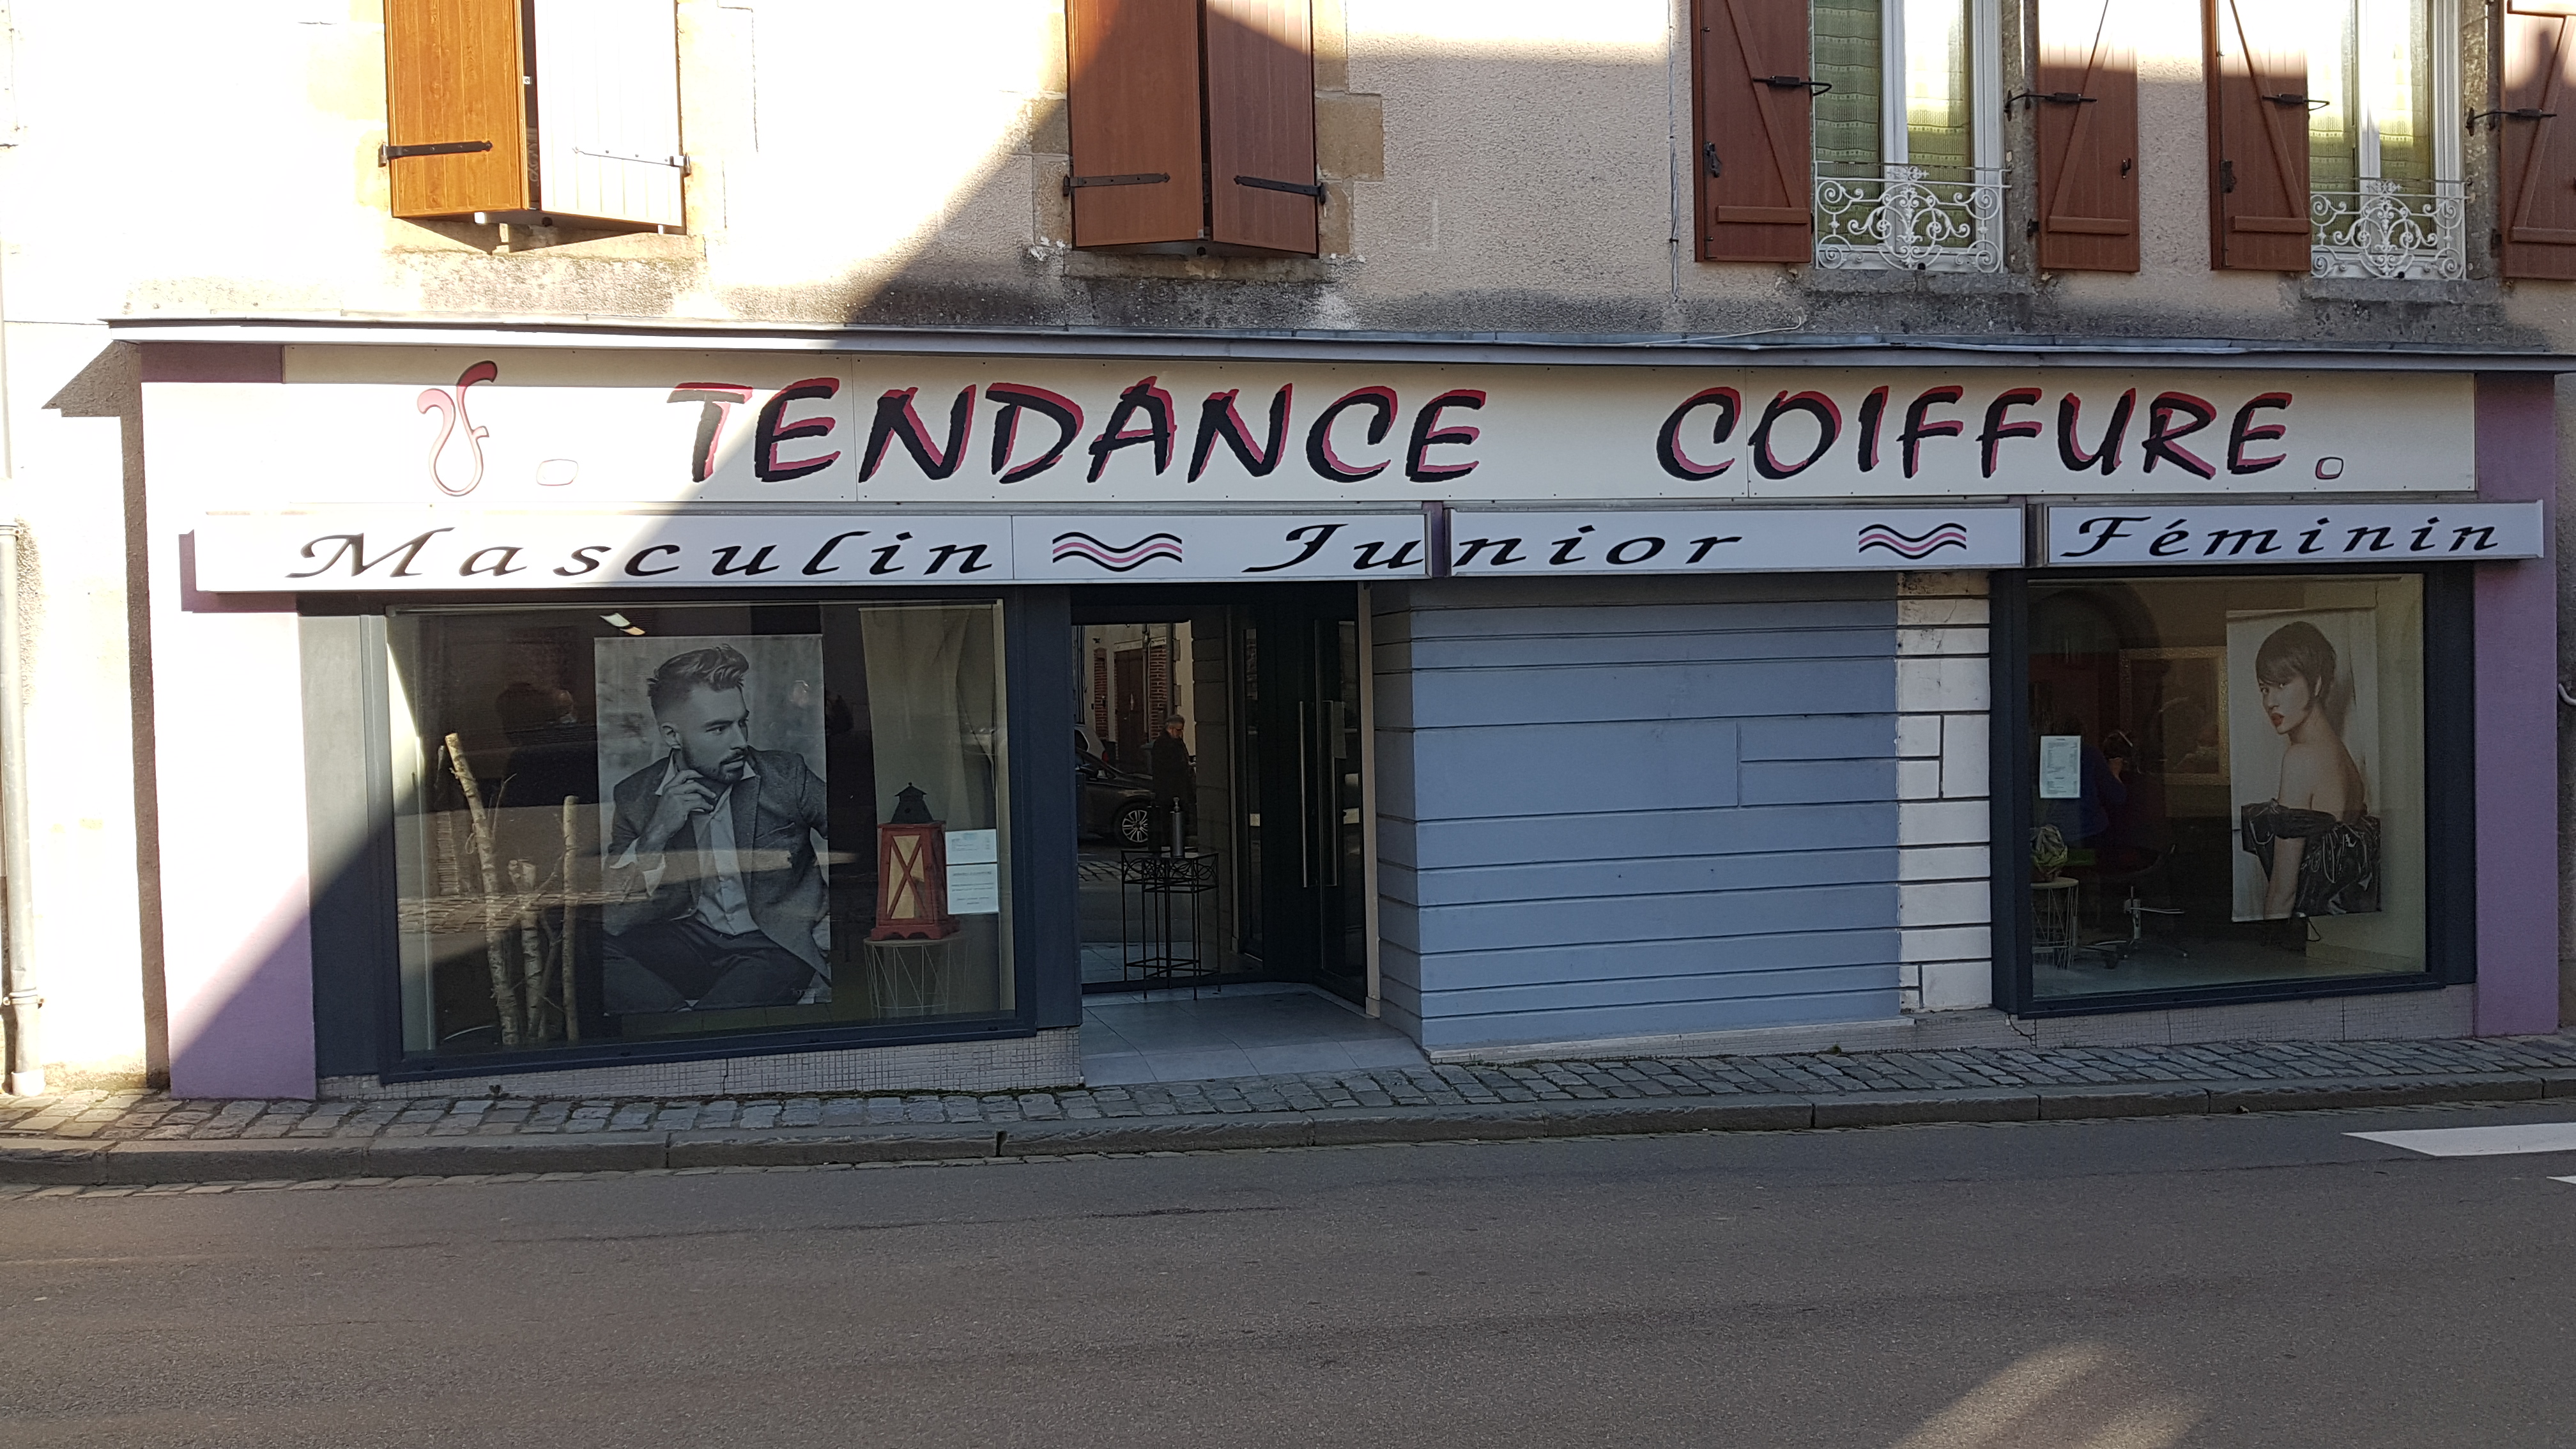 TENDANCE COIFFURE.
Masculin Junior Féminin